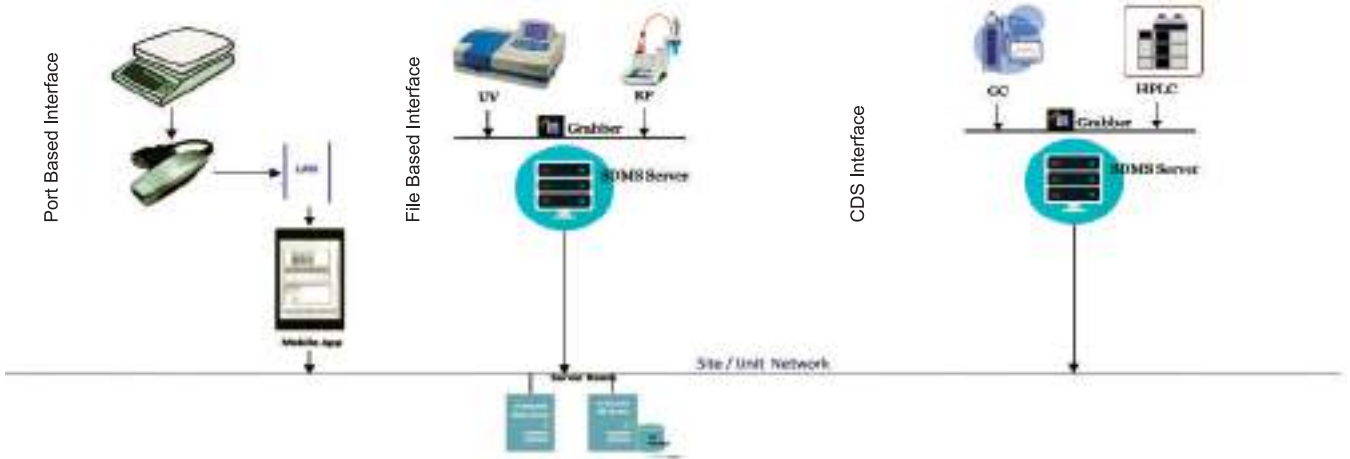 Port Based Interface
LAN
Mobile App
File Based Interface
UV
KF
Grabber
SDMS Server
CDS Interface
GC
HPLC
Grabber
SDMS Server
Site / Unit Network
Server Room